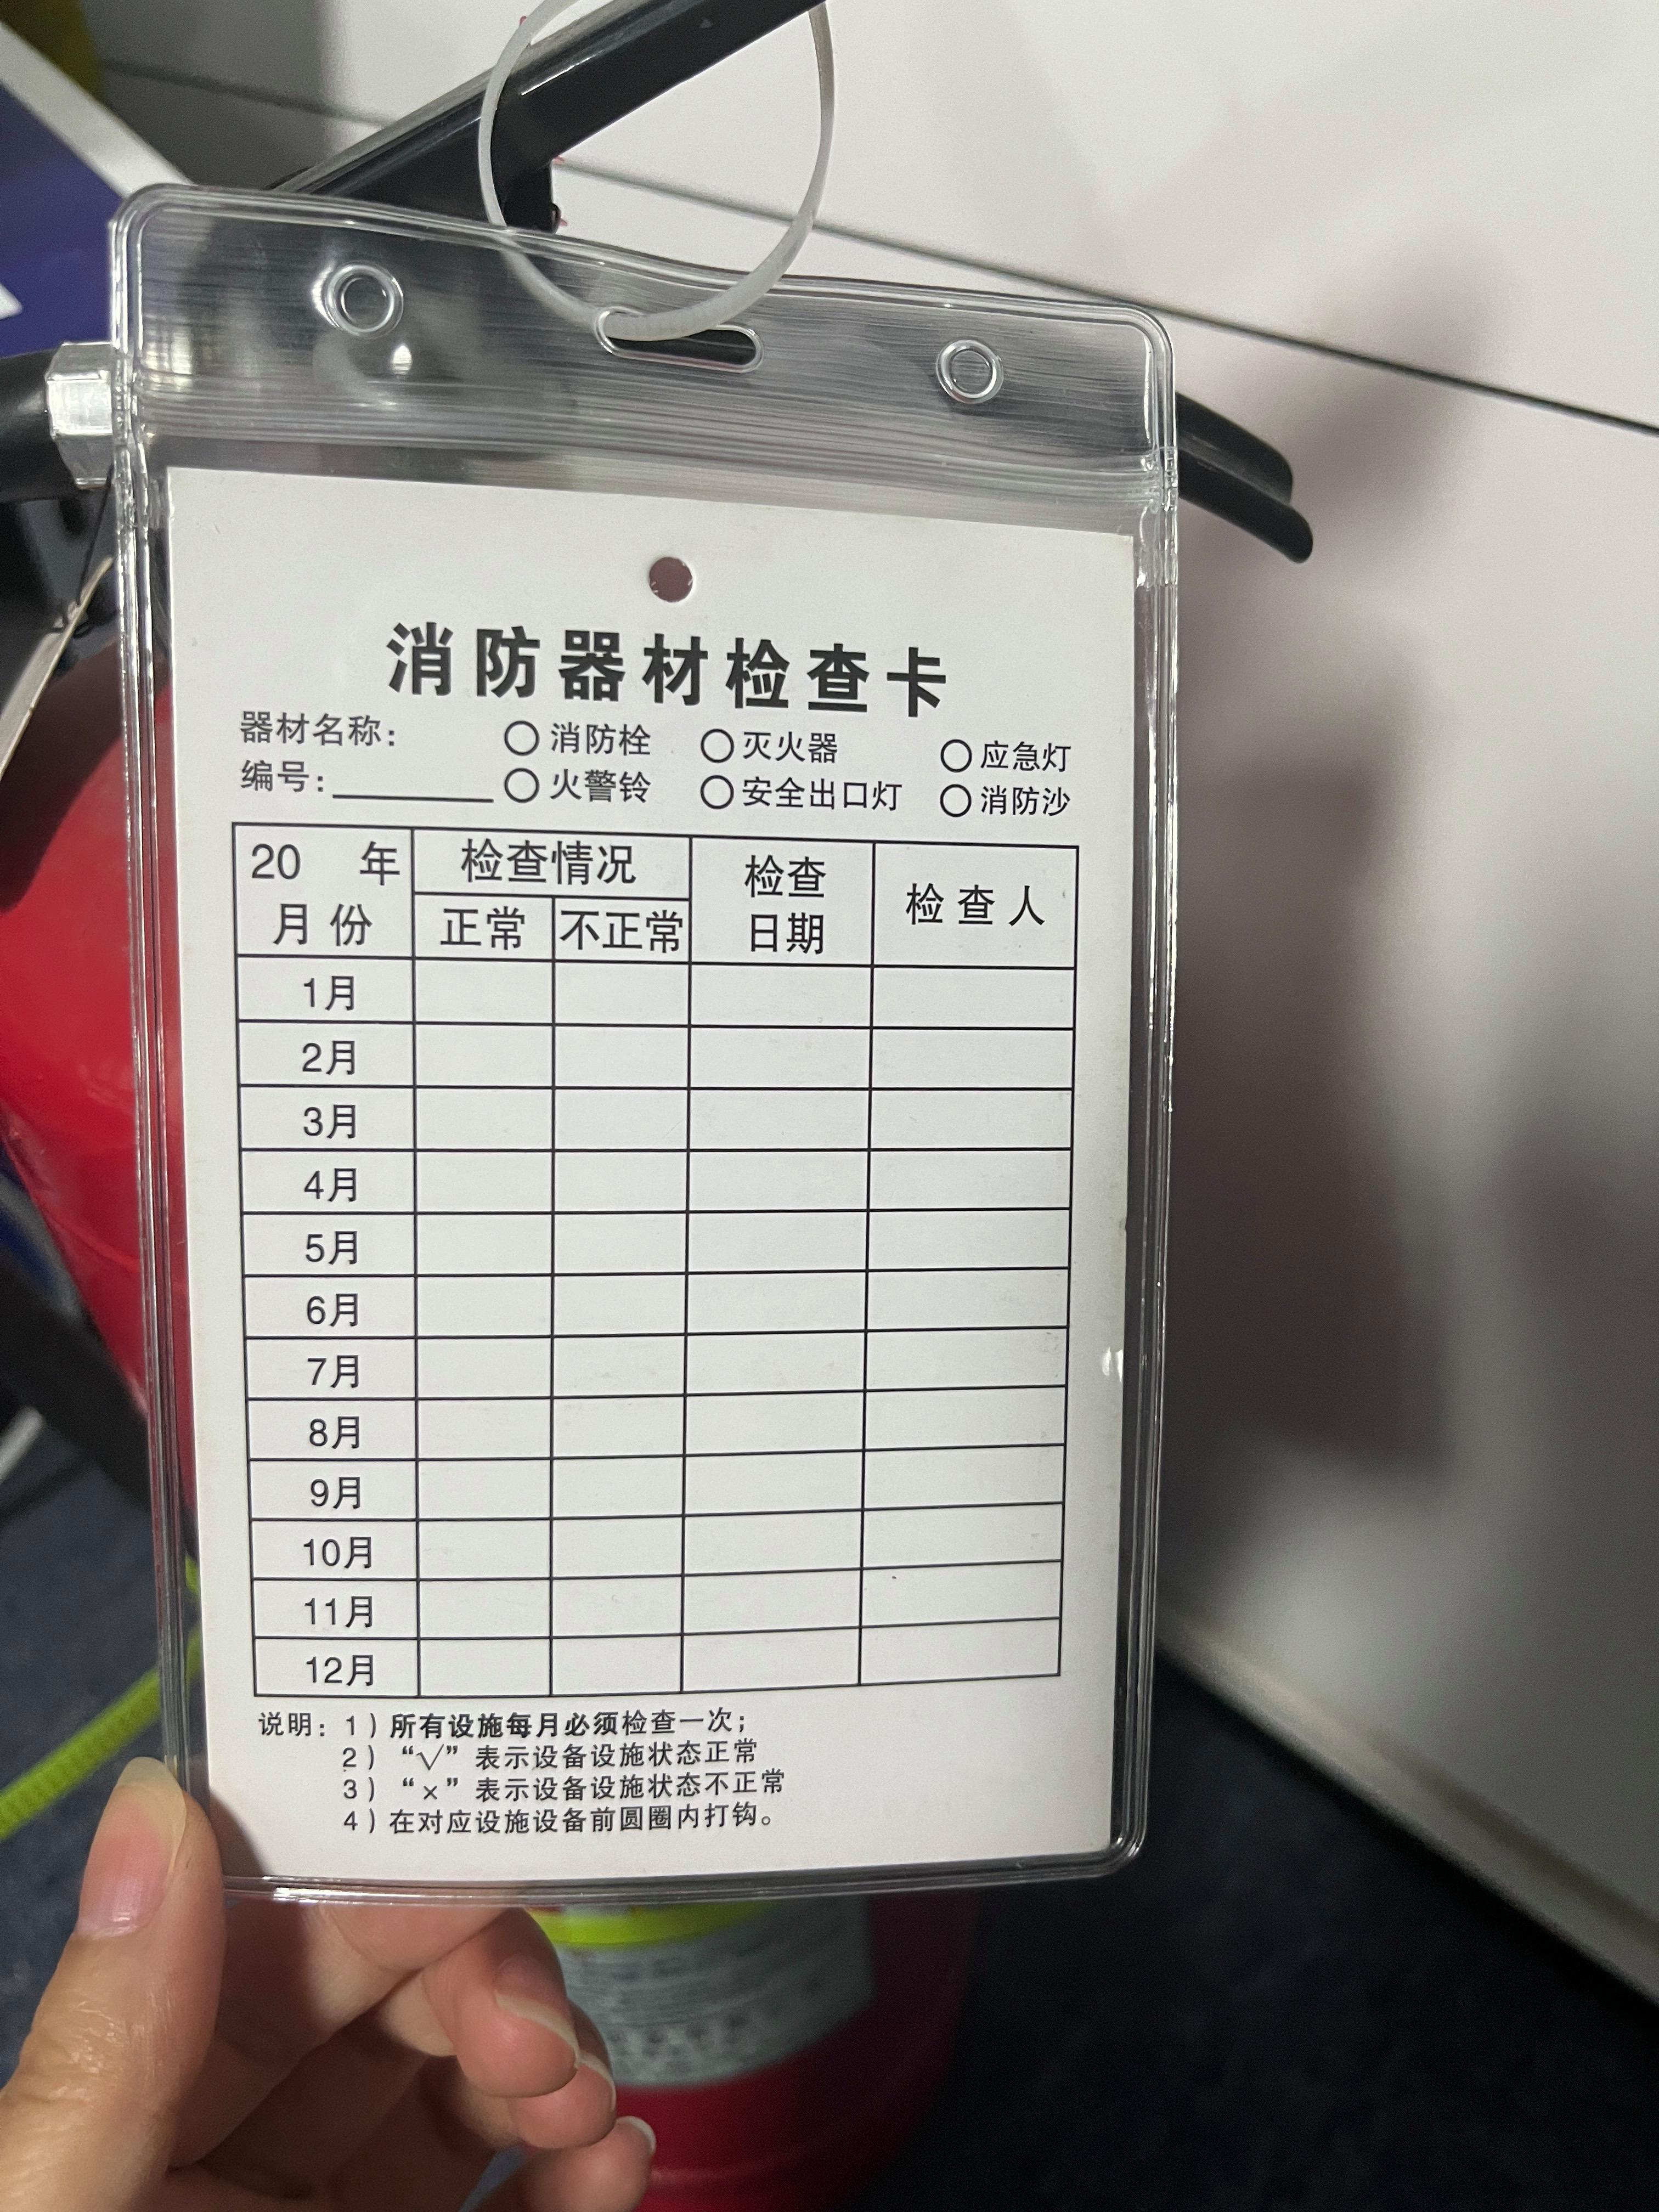 消防器材检查卡
器材名称: ○ 消防栓 ○ 灭火器 ○ 应急灯
编号:________ ○ 火警铃 ○ 安全出口灯 ○ 消防沙
20 年 检查情况 检查 检查人
月份 正常 不正常 日期
1月
2月
3月
4月
5月
6月
7月
8月
9月
10月
11月
12月
说明: 1) 所有设施每月必须检查一次;
2) “√” 表示设备设施状态正常
3) “×” 表示设备设施状态不正常
4) 在对应设施设备前圆圈内打钩。